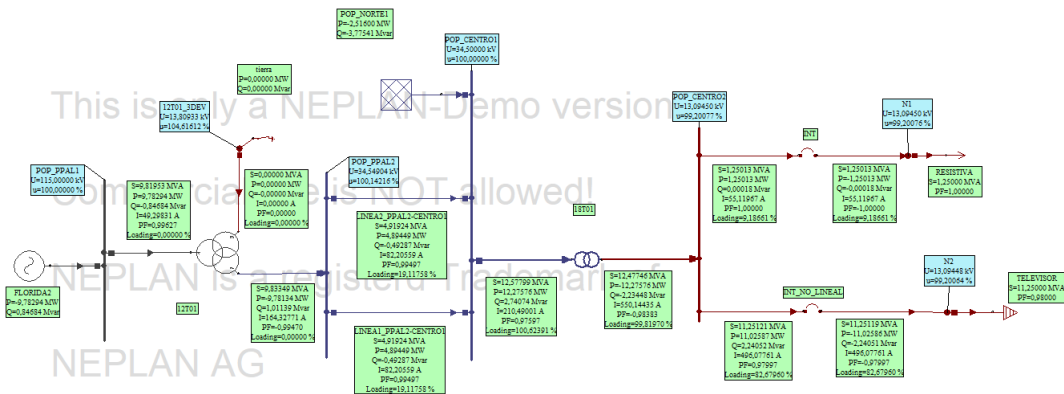 POP_NORTE1
P=-2,51600 MW
Q=-3,77541 Mvar
POP_CENTRO1
U=34,50000 kV
u=100,00000 %
tierra
P=0,00000 MW
Q=0,00000 Mvar
This is only a NEPLAN-Demo version
12T01_3DEV
U=13,80933 kV
u=104,61612 %
POP_CENTRO2
U=13,09450 kV
u=99,20077 %
N1
U=13,09450 kV
u=99,20076 %
INT
POP_PPAL1
U=115,00000 kV
u=100,00000 %
POP_PPAL2
U=34,54904 kV
u=100,14216 %
Commercial use is NOT allowed!
S=9,81953 MVA
P=9,78294 MW
Q=-0,84684 Mvar
I=49,29831 A
PF=0,99627
Loading=0,00000 %
S=0,00000 MVA
P=0,00000 MW
Q=-0,00000 Mvar
I=0,00000 A
PF=0,00000
Loading=0,00000 %
S=1,25013 MVA
P=1,25013 MW
Q=0,00018 Mvar
I=55,11967 A
PF=1,00000
Loading=9,18661 %
S=1,25013 MVA
P=-1,25013 MW
Q=-0,00018 Mvar
I=55,11967 A
PF=-1,00000
Loading=9,18661 %
RESISTIVA
S=1,25000 MVA
PF=1,00000
LINEA2_PPAL2-CENTRO1
S=4,91924 MVA
P=4,89449 MW
Q=-0,49287 Mvar
I=82,20559 A
PF=0,99497
Loading=19,11758 %
18T01
NEPLAN is a registerd Trademark of
FLORIDA2
P=-9,78294 MW
Q=0,84684 Mvar
12T01
S=9,83349 MVA
P=-9,78134 MW
Q=1,01139 Mvar
I=164,32771 A
PF=-0,99470
Loading=0,00000 %
S=12,57799 MVA
P=12,27576 MW
Q=2,74074 Mvar
I=210,49001 A
PF=0,97597
Loading=100,62391 %
S=12,47746 MVA
P=-12,27576 MW
Q=-2,23448 Mvar
I=550,14435 A
PF=-0,98383
Loading=99,81970 %
N2
U=13,09448 kV
u=99,20064 %
INT_NO_LINEAL
TELEVISOR
S=11,25000 MVA
PF=0,98000
LINEA1_PPAL2-CENTRO1
S=4,91924 MVA
P=4,89449 MW
Q=-0,49287 Mvar
I=82,20559 A
PF=0,99497
Loading=19,11758 %
S=11,25121 MVA
P=11,02587 MW
Q=2,24052 Mvar
I=496,07761 A
PF=0,97997
Loading=82,67960 %
S=11,25119 MVA
P=-11,02586 MW
Q=-2,24051 Mvar
I=496,07761 A
PF=-0,97997
Loading=82,67960 %
NEPLAN AG